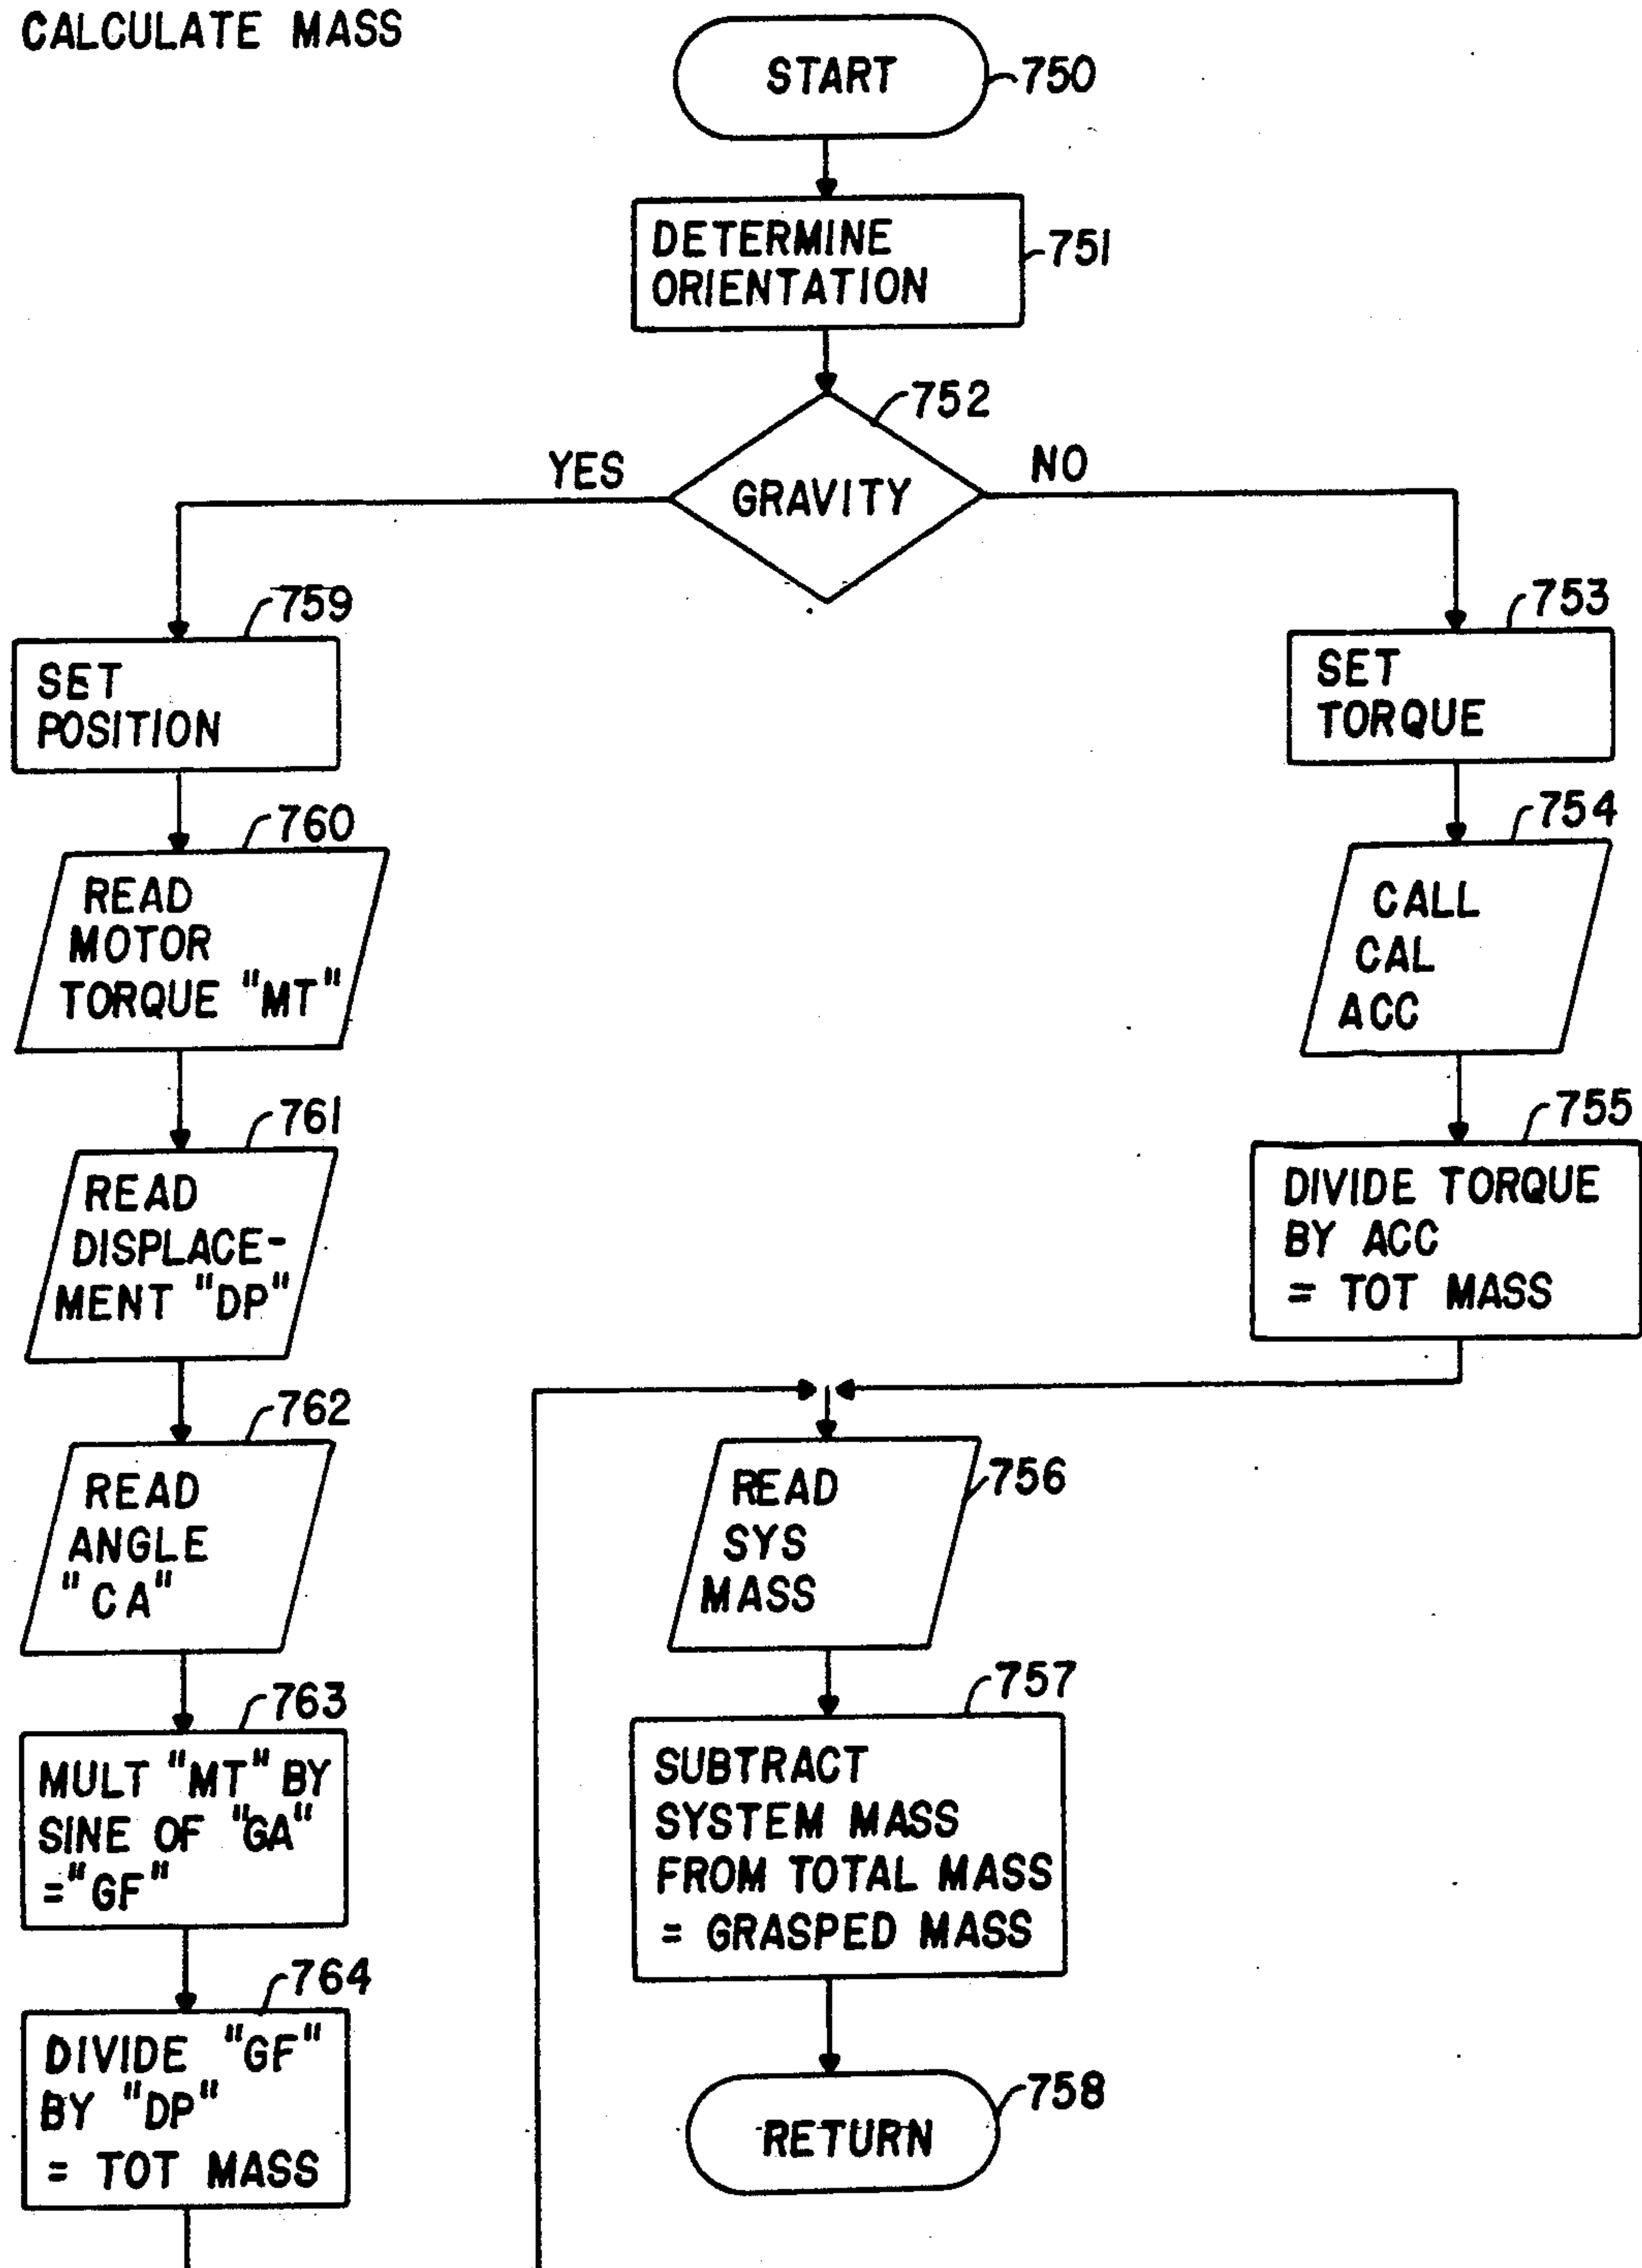 CALCULATE MASS
START
750
DETERMINE
ORIENTATION
751
752
YES
GRAVITY
NO
759
SET
POSITION
760
READ
MOTOR
TORQUE "MT"
761
READ
DISPLACE-
MENT "DP"
762
READ
ANGLE
"CA"
763
MULT "MT" BY
SINE OF "GA"
="GF"
764
DIVIDE "GF"
BY "DP"
= TOT MASS
753
SET
TORQUE
754
CALL
CAL
ACC
755
DIVIDE TORQUE
BY ACC
= TOT MASS
READ
SYS
MASS
756
757
SUBTRACT
SYSTEM MASS
FROM TOTAL MASS
= GRASPED MASS
RETURN
758